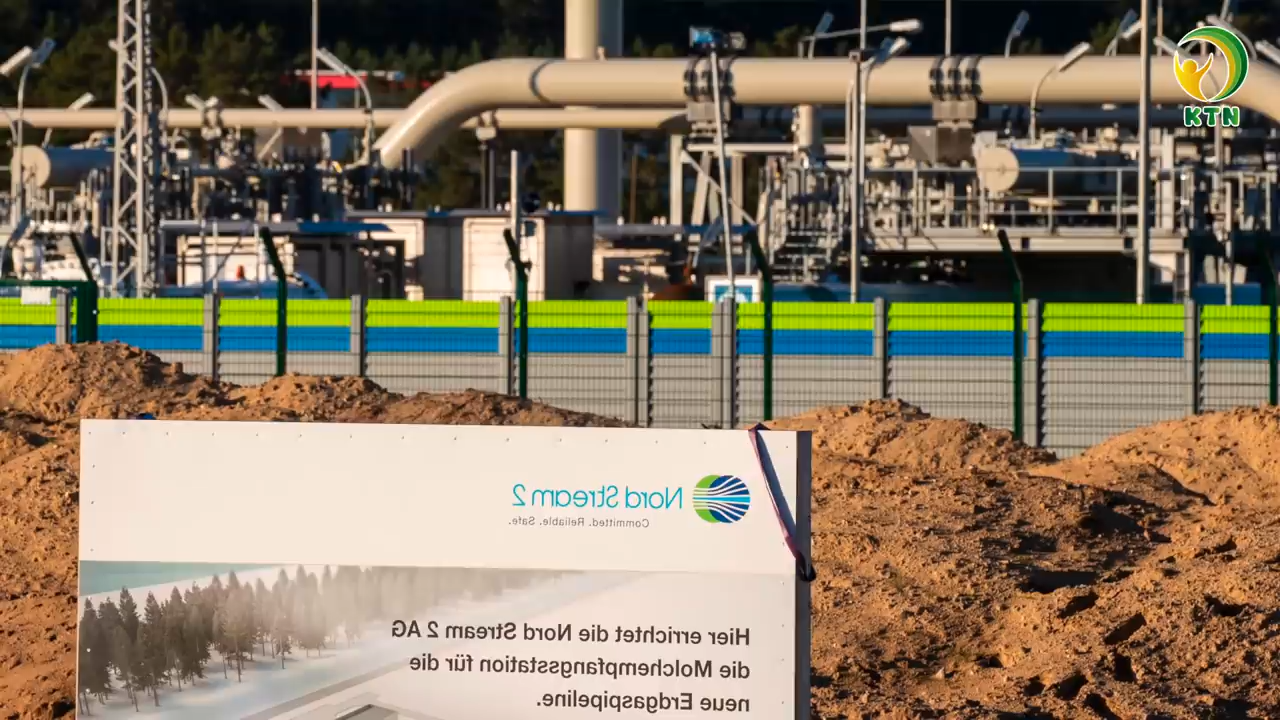 KTN
Nord Stream 2
Committed. Reliable. Safe.
Hier errichtet die Nord Stream 2 AG
die Molchempfangsstation für die
neue Erdgaspipeline.